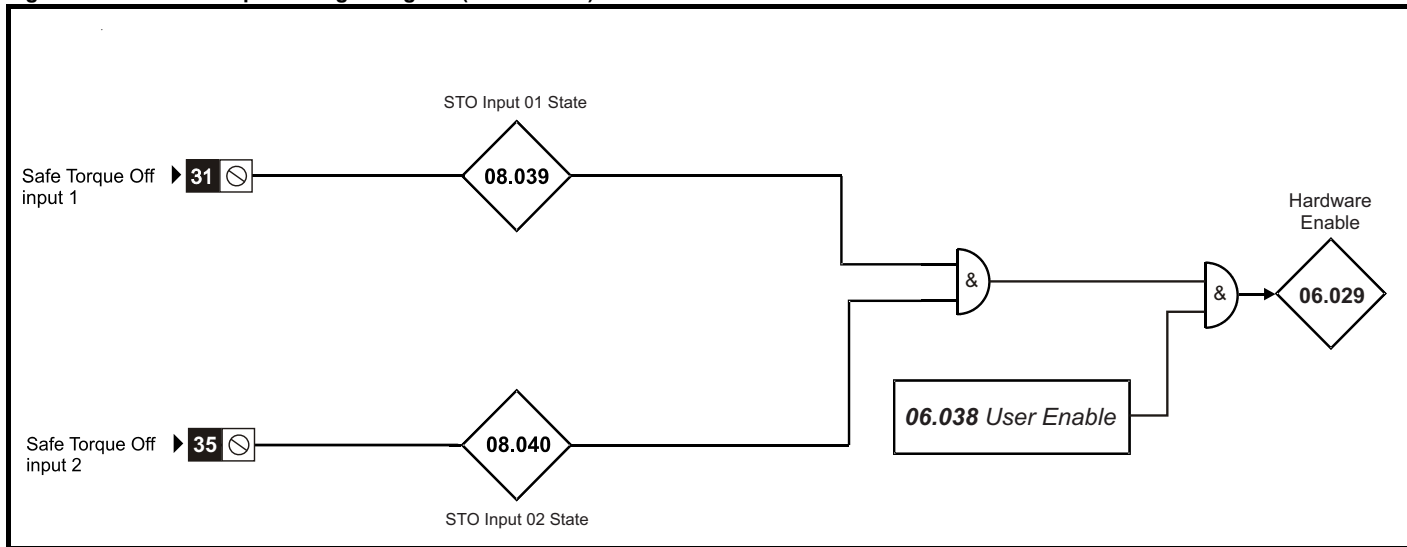 STO Input 01 State
Safe Torque Off
input 1
31
08.039
Hardware
Enable
&
&
06.029
06.038 User Enable
Safe Torque Off
input 2
35
08.040
STO Input 02 State